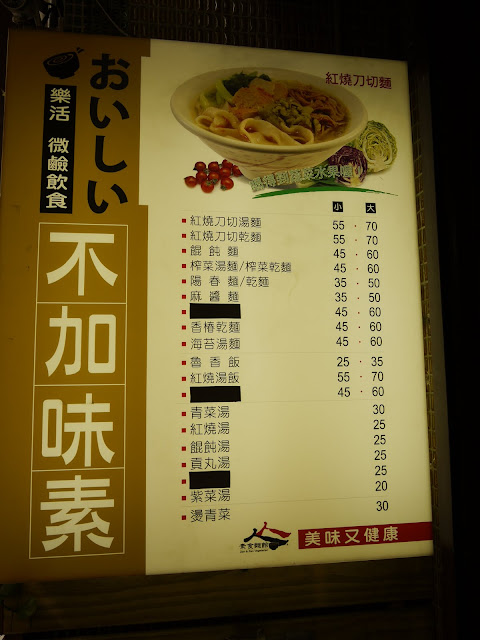 おいしい
樂活 微鹼飲食
不加味素
紅燒刀切麵
小 大
紅燒刀切湯麵 55 · 70
紅燒刀切乾麵 55 · 70
餛飩麵 45 · 60
榨菜湯麵/榨菜乾麵 45 · 60
陽春麵/乾麵 35 · 50
麻醬麵 35 · 50
45 · 60
香椿乾麵 45 · 60
海苔湯麵 45 · 60
魯香飯 25 · 35
紅燒湯飯 55 · 70
45 · 60
青菜湯 30
紅燒湯 25
餛飩湯 25
貢丸湯 25
25
紫菜湯 20
燙青菜 30
美味又健康